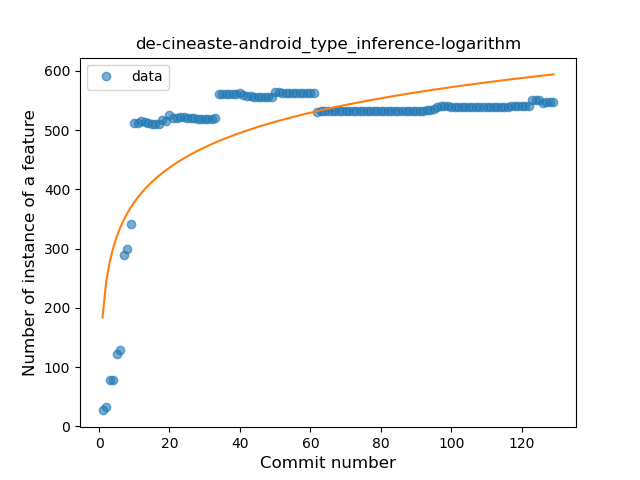 de-cineaste-android_type_inference-logarithm
data
Number of instance of a feature
600
500
400
300
200
100
0
0 20 40 60 80 100 120
Commit number